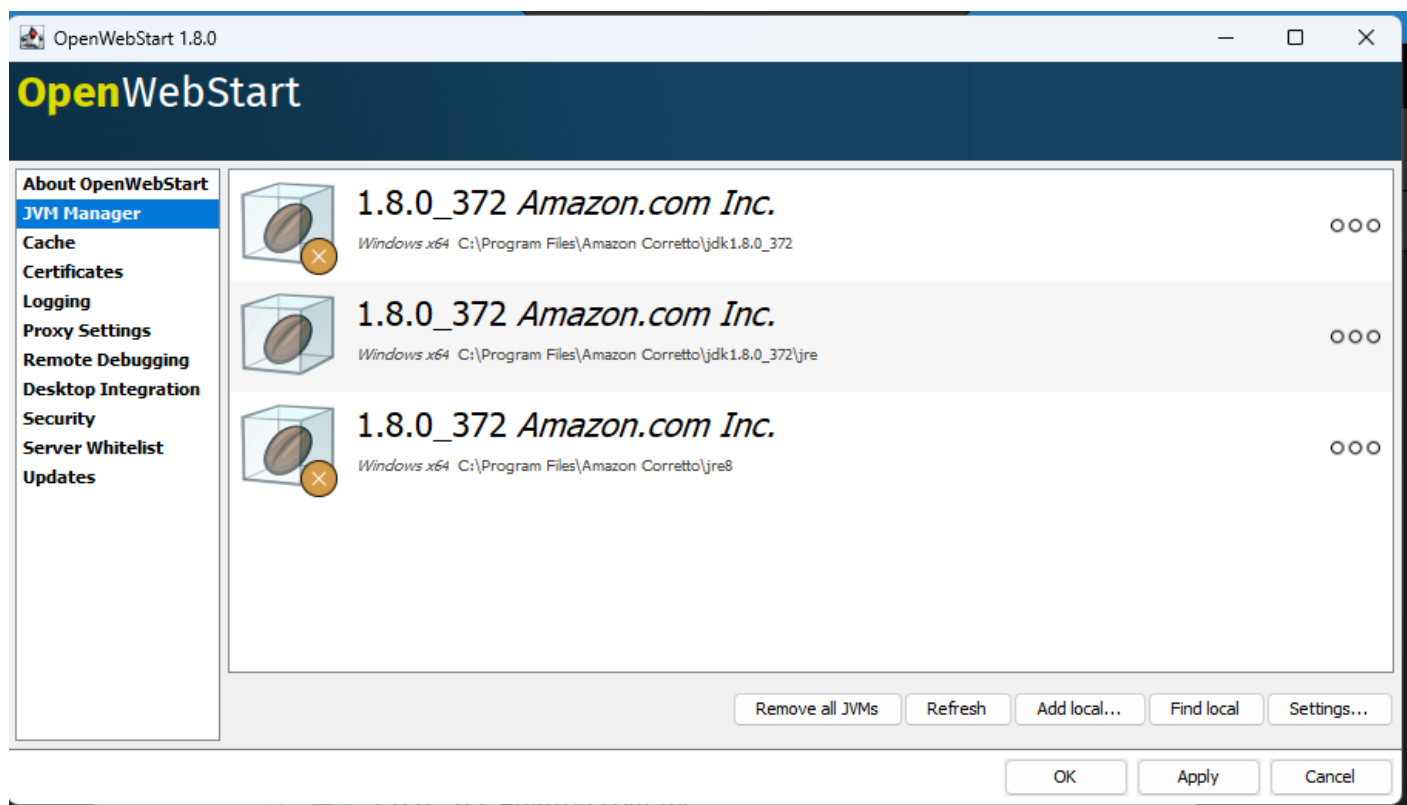 OpenWebStart 1.8.0
OpenWebStart
About OpenWebStart
JVM Manager
Cache
Certificates
Logging
Proxy Settings
Remote Debugging
Desktop Integration
Security
Server Whitelist
Updates
1.8.0_372 Amazon.com Inc.
Windows x64 C:\Program Files\Amazon Corretto\jdk1.8.0_372
1.8.0_372 Amazon.com Inc.
Windows x64 C:\Program Files\Amazon Corretto\jdk1.8.0_372\jre
1.8.0_372 Amazon.com Inc.
Windows x64 C:\Program Files\Amazon Corretto\jre8
Remove all JVMs
Refresh
Add local...
Find local
Settings...
OK
Apply
Cancel